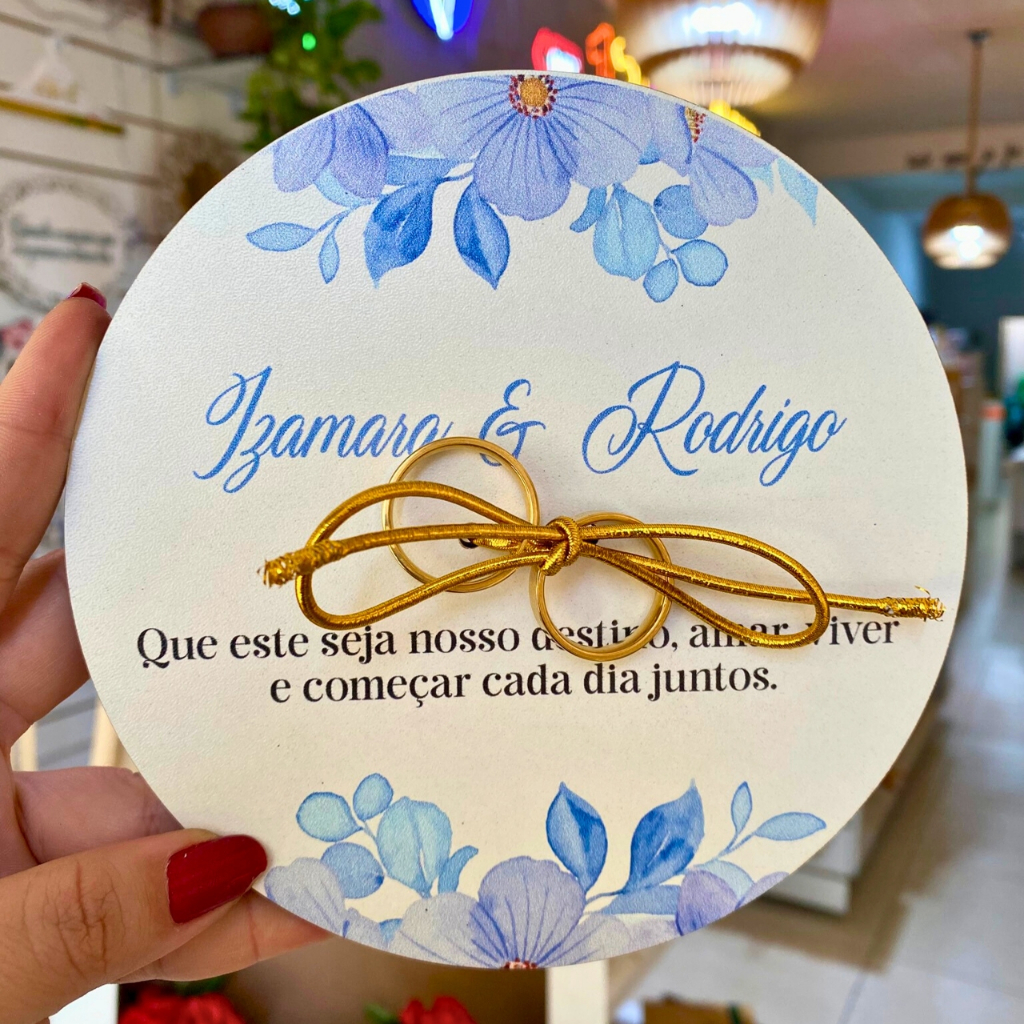 Izamara & Rodrigo
Que este seja nosso destino, amar, viver
e começar cada dia juntos.